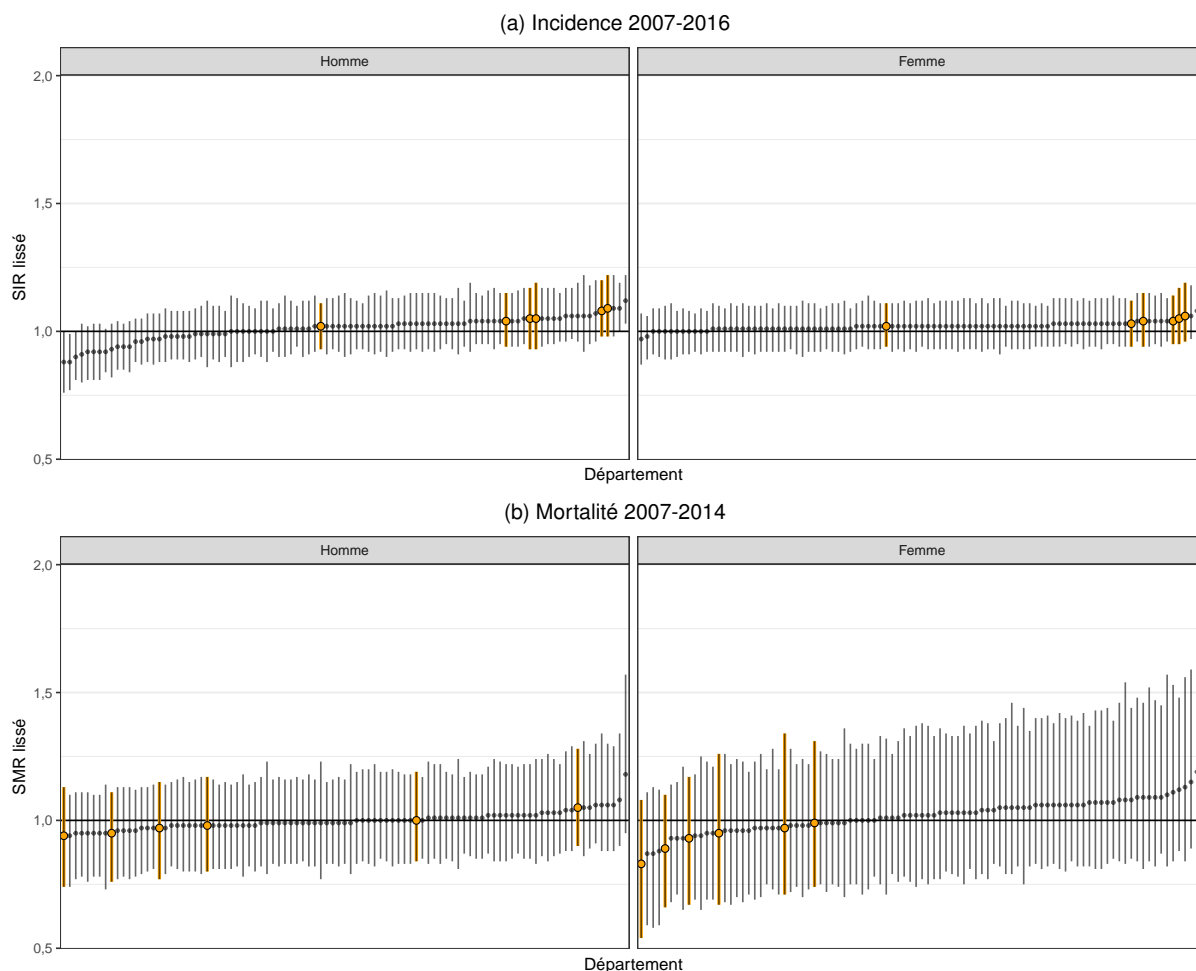 (a) Incidence 2007-2016
Homme
Femme
2,0
1,5
1,0
0,5
SIR lissé
Département
(b) Mortalité 2007-2014
Homme
Femme
2,0
1,5
1,0
0,5
SMR lissé
Département